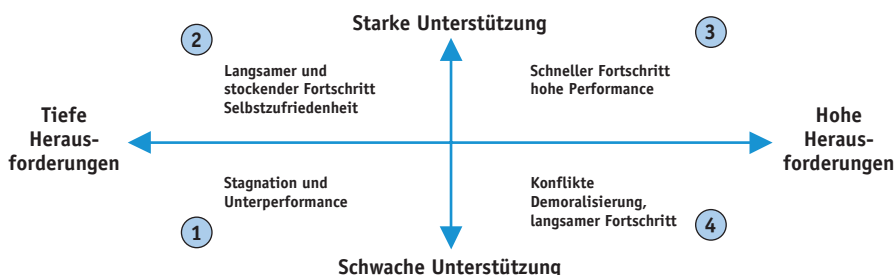 Starke Unterstützung
2
3
Langsamer und
stockender Fortschritt
Selbstzufriedenheit
Schneller Fortschritt
hohe Performance
Tiefe
Heraus-
forderungen
Hohe
Heraus-
forderungen
Stagnation und
Unterperformance
Konflikte
Demoralisierung,
langsamer Fortschritt
1
4
Schwache Unterstützung